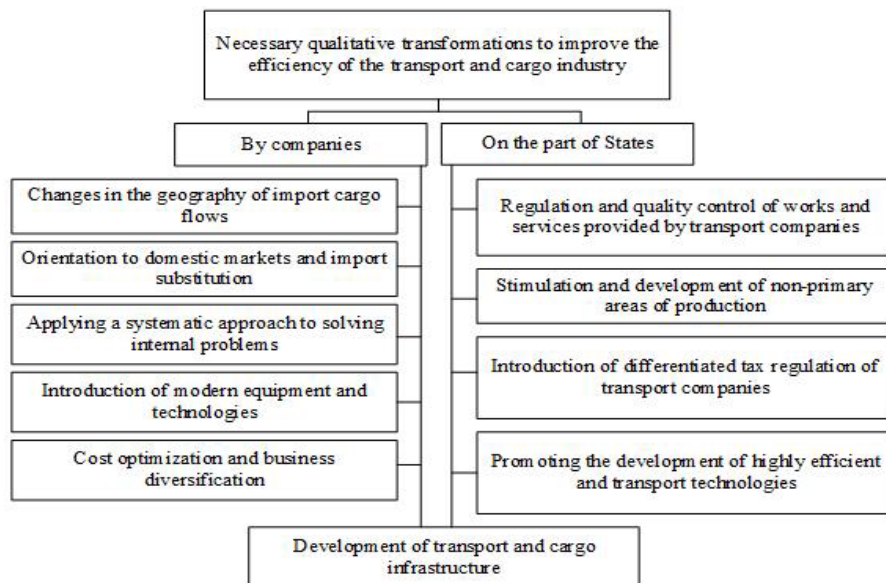 Necessary qualitative transformations to improve the
efficiency of the transport and cargo industry
By companies
On the part of States
Changes in the geography of import cargo
flows
Orientation to domestic markets and import
substitution
Applying a systematic approach to solving
internal problems
Introduction of modern equipment and
technologies
Cost optimization and business
diversification
Regulation and quality control of works and
services provided by transport companies
Stimulation and development of non-primary
areas of production
Introduction of differentiated tax regulation of
transport companies
Promoting the development of highly efficient
and transport technologies
Development of transport and cargo
infrastructure